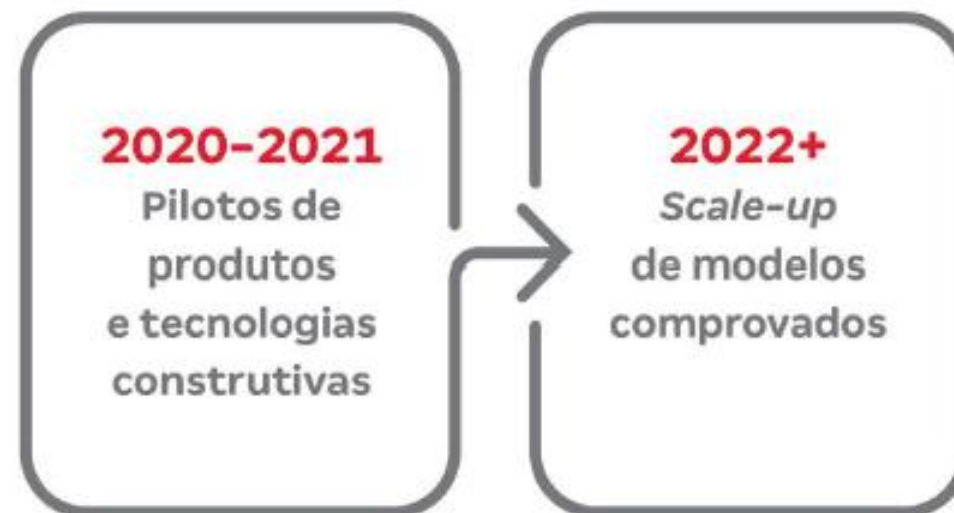 2020-2021
Pilotos de
produtos
e tecnologias
construtivas
2022+
Scale-up
de modelos
comprovados